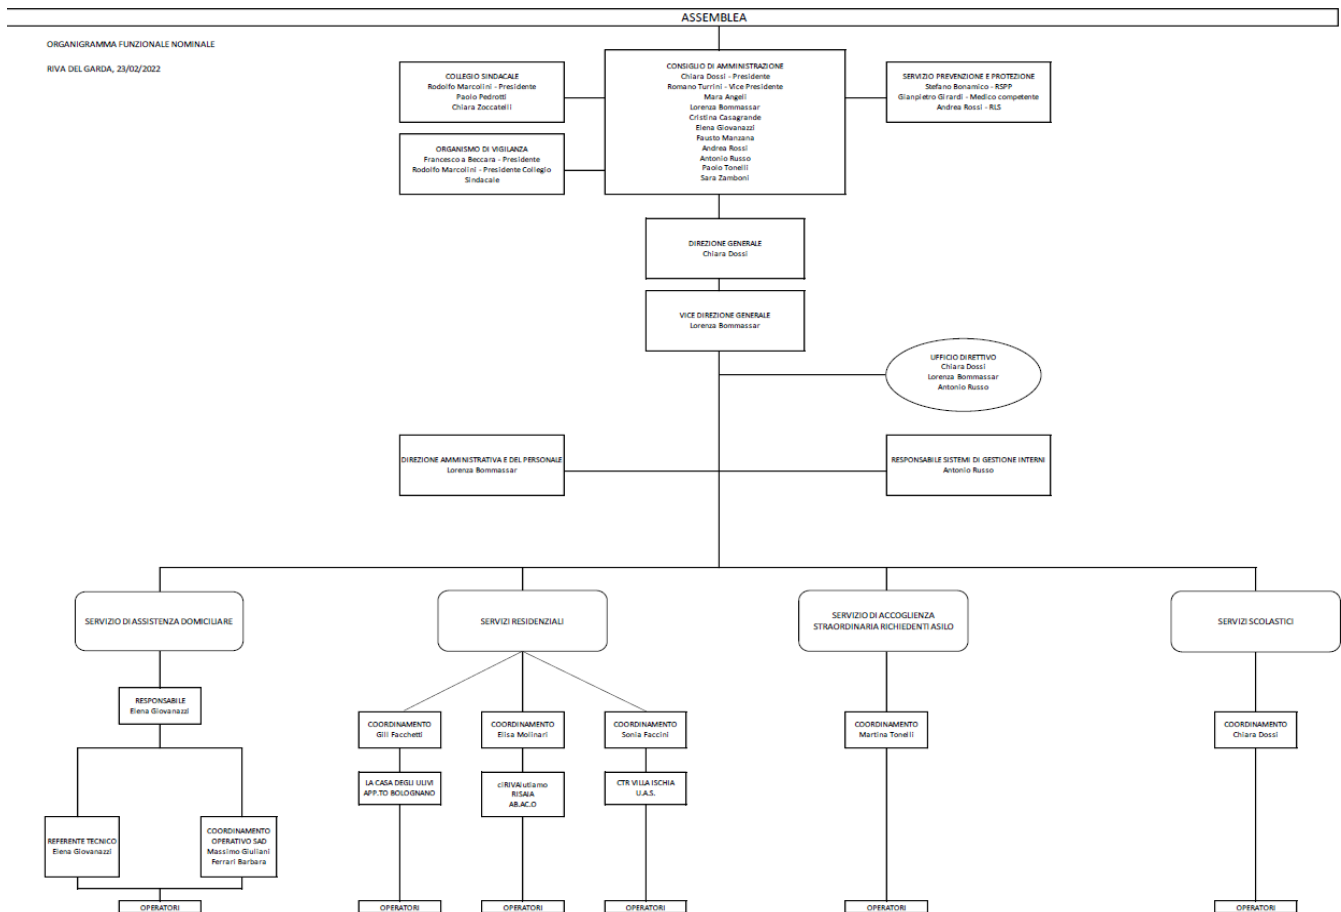 ASSEMBLEA
ORGANIGRAMMA FUNZIONALE NOMINALE
RIVA DEL GARDA, 23/02/2022
COLLEGIO SINDACALE
Rodolfo Marcolini - Presidente
Paolo Pedrotti
Chiara Zoccatelli
CONSIGLIO DI AMMINISTRAZIONE
Chiara Dossi - Presidente
Romano Turrini - Vice Presidente
Mara Angeli
Lorenza Bommassar
Cristina Casagrande
Elena Giovanazzi
Fausto Manzana
Andrea Rossi
Antonio Russo
Paolo Tonelli
Sara Zamboni
SERVIZIO PREVENZIONE E PROTEZIONE
Stefano Bonamico - RSPP
Gianpietro Girardi - Medico competente
Andrea Rossi - RLS
ORGANISMO DI VIGILANZA
Francesco a Beccara - Presidente
Rodolfo Marcolini - Presidente Collegio
Sindacale
DIREZIONE GENERALE
Chiara Dossi
VICE DIREZIONE GENERALE
Lorenza Bommassar
UFFICIO DIRETTIVO
Chiara Dossi
Lorenza Bommassar
Antonio Russo
DIREZIONE AMMINISTRATIVA E DEL PERSONALE
Lorenza Bommassar
RESPONSABILE SISTEMI DI GESTIONE INTERNI
Antonio Russo
SERVIZIO DI ASSISTENZA DOMICILIARE
SERVIZI RESIDENZIALI
SERVIZIO DI ACCOGLIENZA
STRAORDINARIA RICHIEDENTI ASILO
SERVIZI SCOLASTICI
RESPONSABILE
Elena Giovanazzi
COORDINAMENTO
Gili Facchetti
COORDINAMENTO
Elisa Molinari
COORDINAMENTO
Sonia Faccini
COORDINAMENTO
Martina Tonelli
COORDINAMENTO
Chiara Dossi
LA CASA DEGLI ULIVI
APP.TO BOLOGNANO
ciRIVAiutiamo
RISAIA
AB.AC.O
CTR VILLA ISCHIA
U.A.S.
REFERENTE TECNICO
Elena Giovanazzi
COORDINAMENTO
OPERATIVO SAD
Massimo Giuliani
Ferrari Barbara
OPERATORI
OPERATORI
OPERATORI
OPERATORI
OPERATORI
OPERATORI